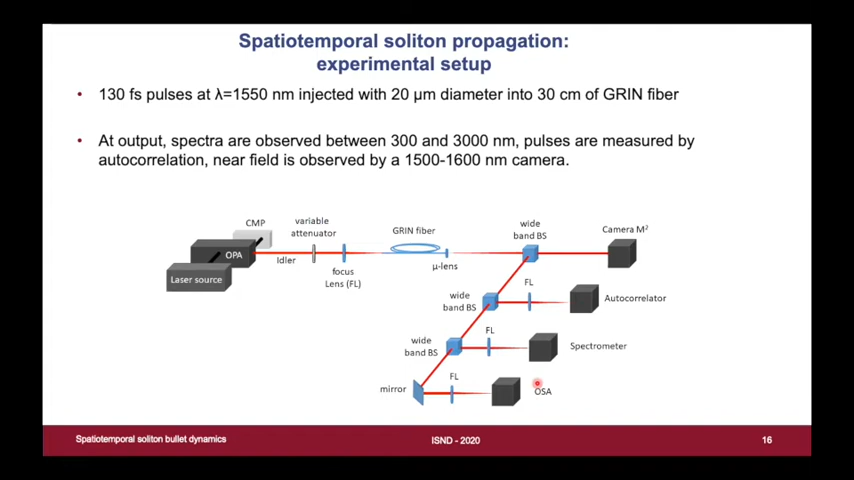 Spatiotemporal soliton propagation:
experimental setup
• 130 fs pulses at λ=1550 nm injected with 20 μm diameter into 30 cm of GRIN fiber
• At output, spectra are observed between 300 and 3000 nm, pulses are measured by
autocorrelation, near field is observed by a 1500-1600 nm camera.
CMP
variable
attenuator
GRIN fiber
wide
band BS
Camera M²
OPA
Idler
Laser source
focus
Lens (FL)
μ-lens
wide
band BS
FL
Autocorrelator
wide
band BS
FL
Spectrometer
mirror
FL
OSA
Spatiotemporal soliton bullet dynamics
ISND - 2020
16